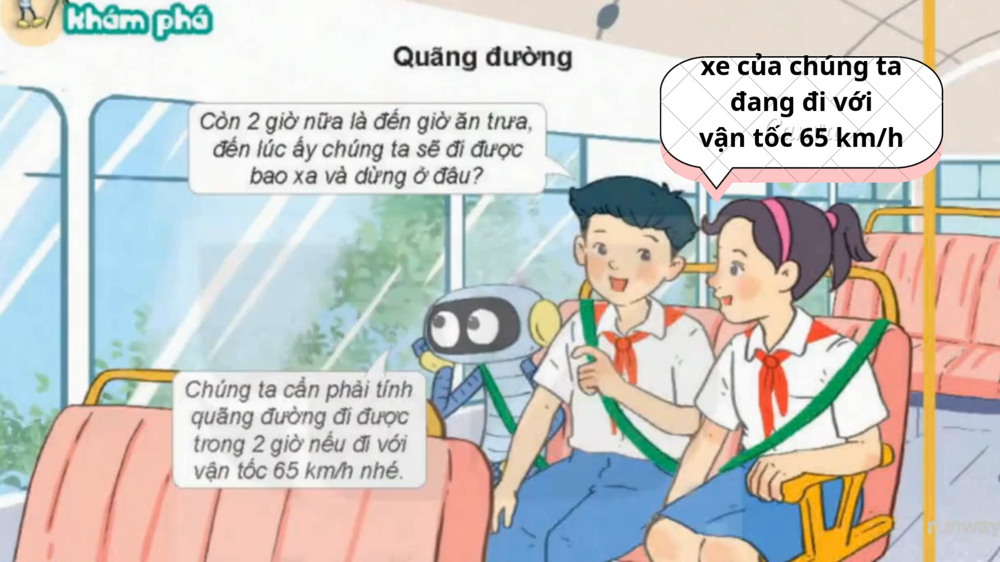 khám phá
Quãng đường
xe của chúng ta
đang đi với
vận tốc 65 km/h
Còn 2 giờ nữa là đến giờ ăn trưa,
đến lúc ấy chúng ta sẽ đi được
bao xa và dừng ở đâu?
Chúng ta cần phải tính
quãng đường đi được
trong 2 giờ nếu đi với
vận tốc 65 km/h nhé.
Canva
runway